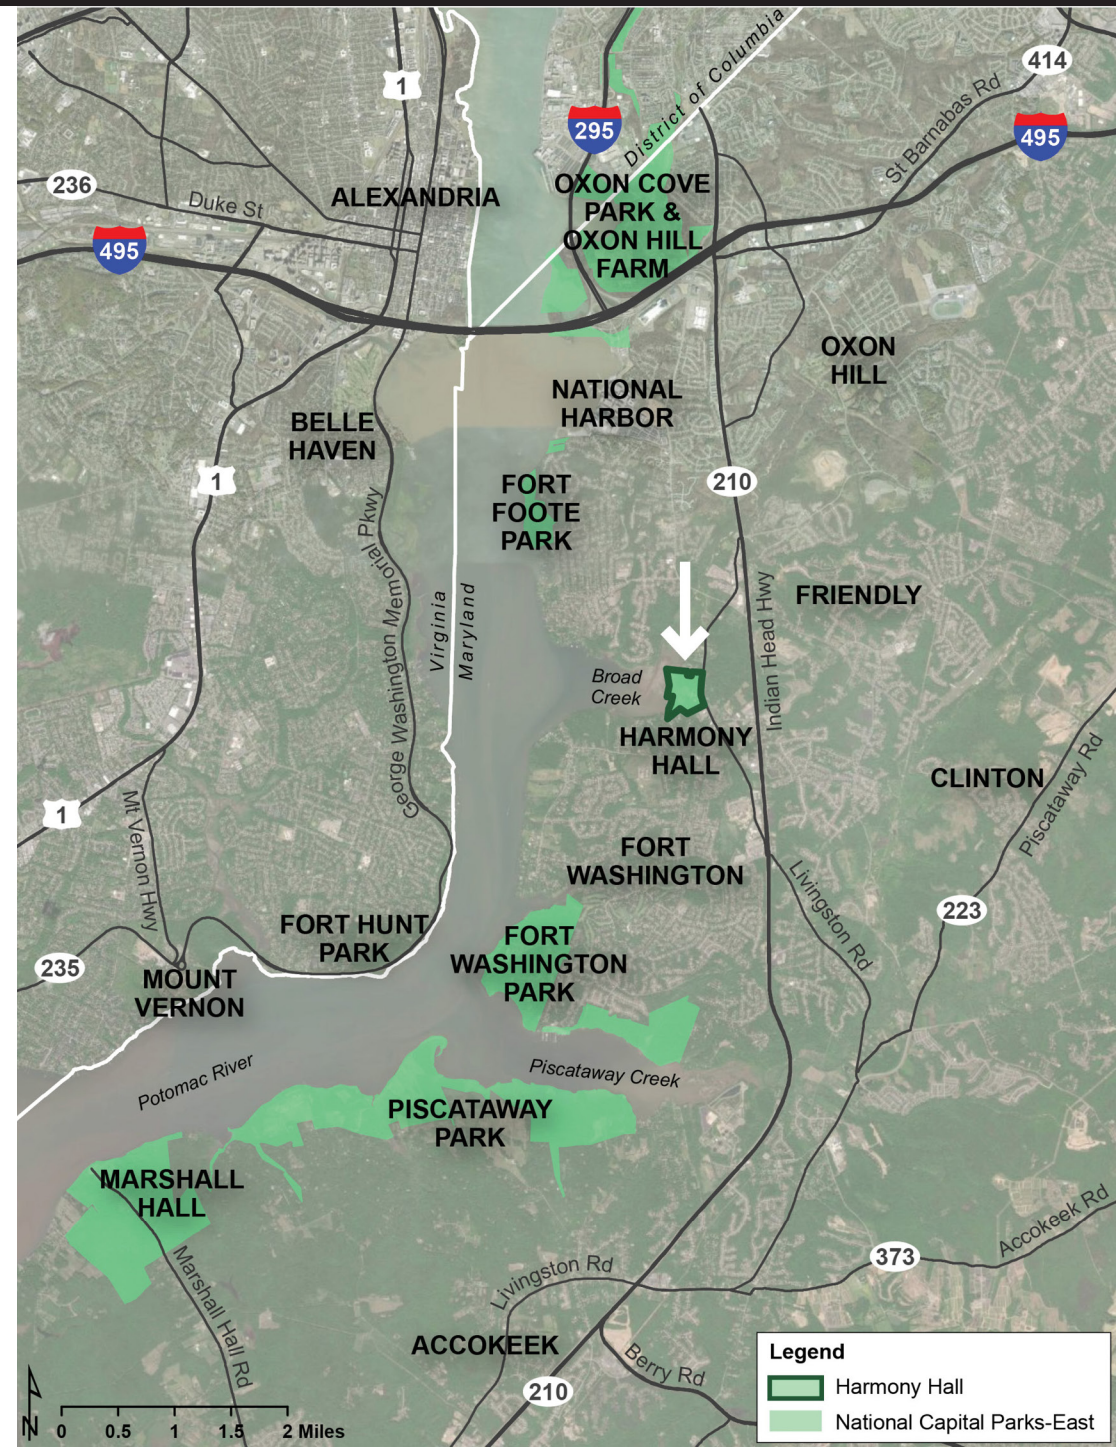 1
295
District of Columbia
414
St Barnabas Rd
495
236
Duke St
ALEXANDRIA
OXON COVE
PARK &
OXON HILL
FARM
495
OXON
HILL
NATIONAL
HARBOR
BELLE
HAVEN
1
210
FORT
FOOTE
PARK
George Washington Memorial Pkwy
Virginia
Maryland
Indian Head Hwy
FRIENDLY
Broad
Creek
HARMONY
HALL
CLINTON
Piscataway Rd
1
Mt Vernon Hwy
FORT
WASHINGTON
Livingston Rd
223
FORT HUNT
PARK
FORT
WASHINGTON
PARK
235
MOUNT
VERNON
Potomac River
Piscataway Creek
PISCATAWAY
PARK
MARSHALL
HALL
Marshall Hall Rd
Livingston Rd
373
Accokeek Rd
ACCOKEEK
210
Berry Rd
N
0 0.5 1 1.5 2 Miles
Legend
Harmony Hall
National Capital Parks-East